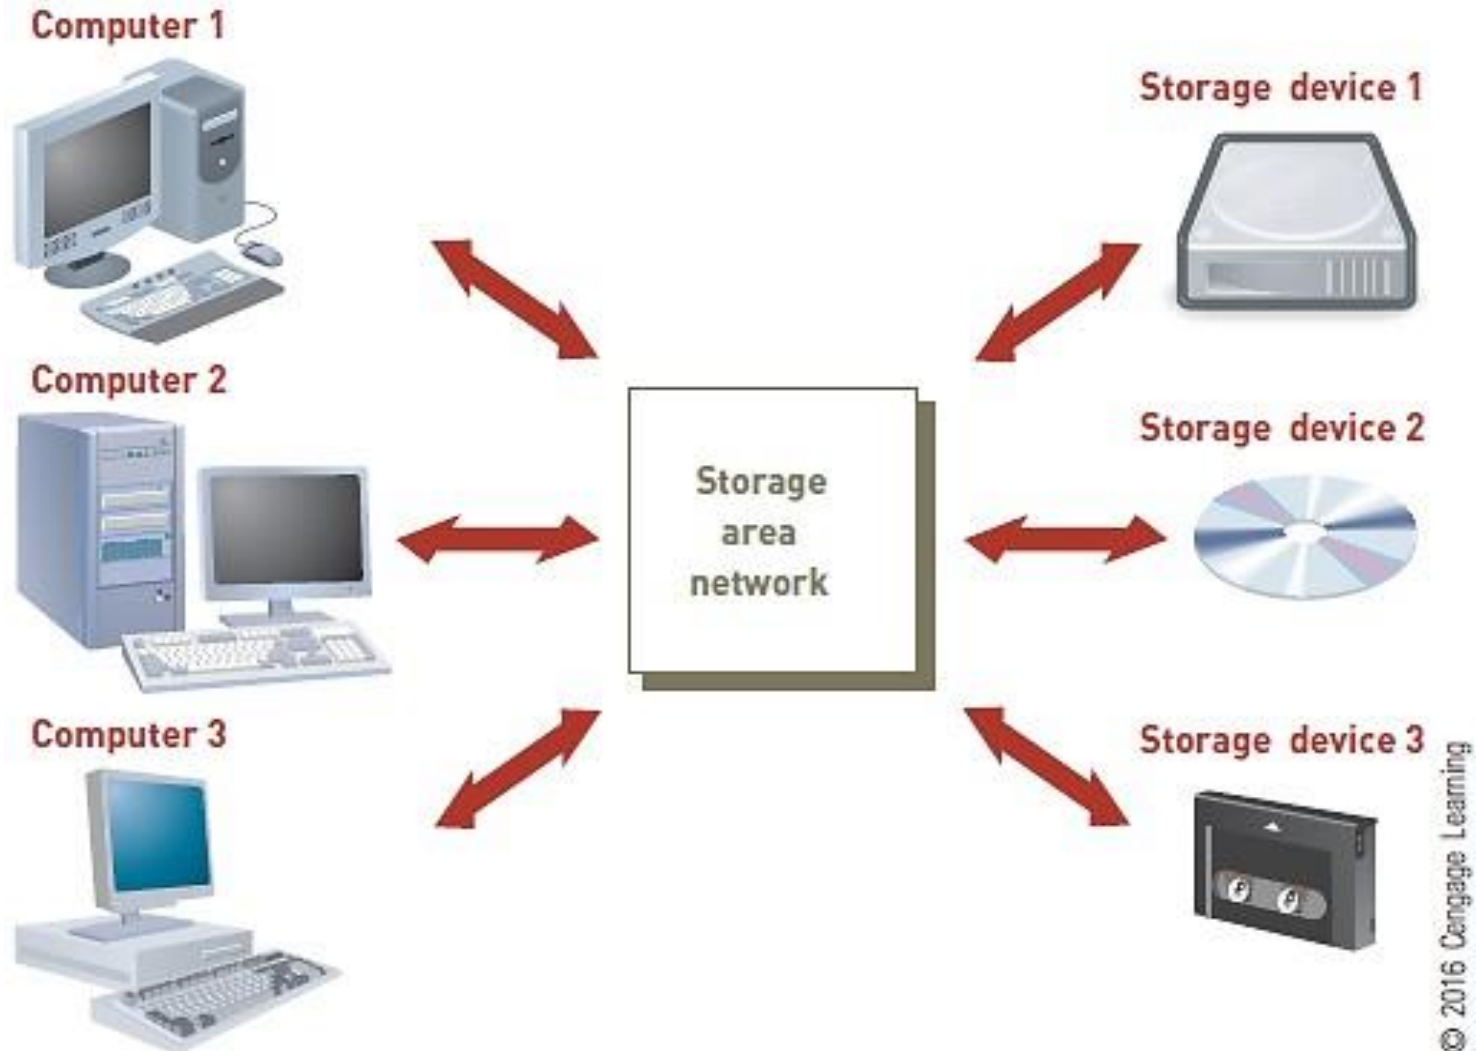 Computer 1
Storage device 1
Computer 2
Storage device 2
Storage
area
network
Computer 3
Storage device 3
© 2016 Cengage Learning